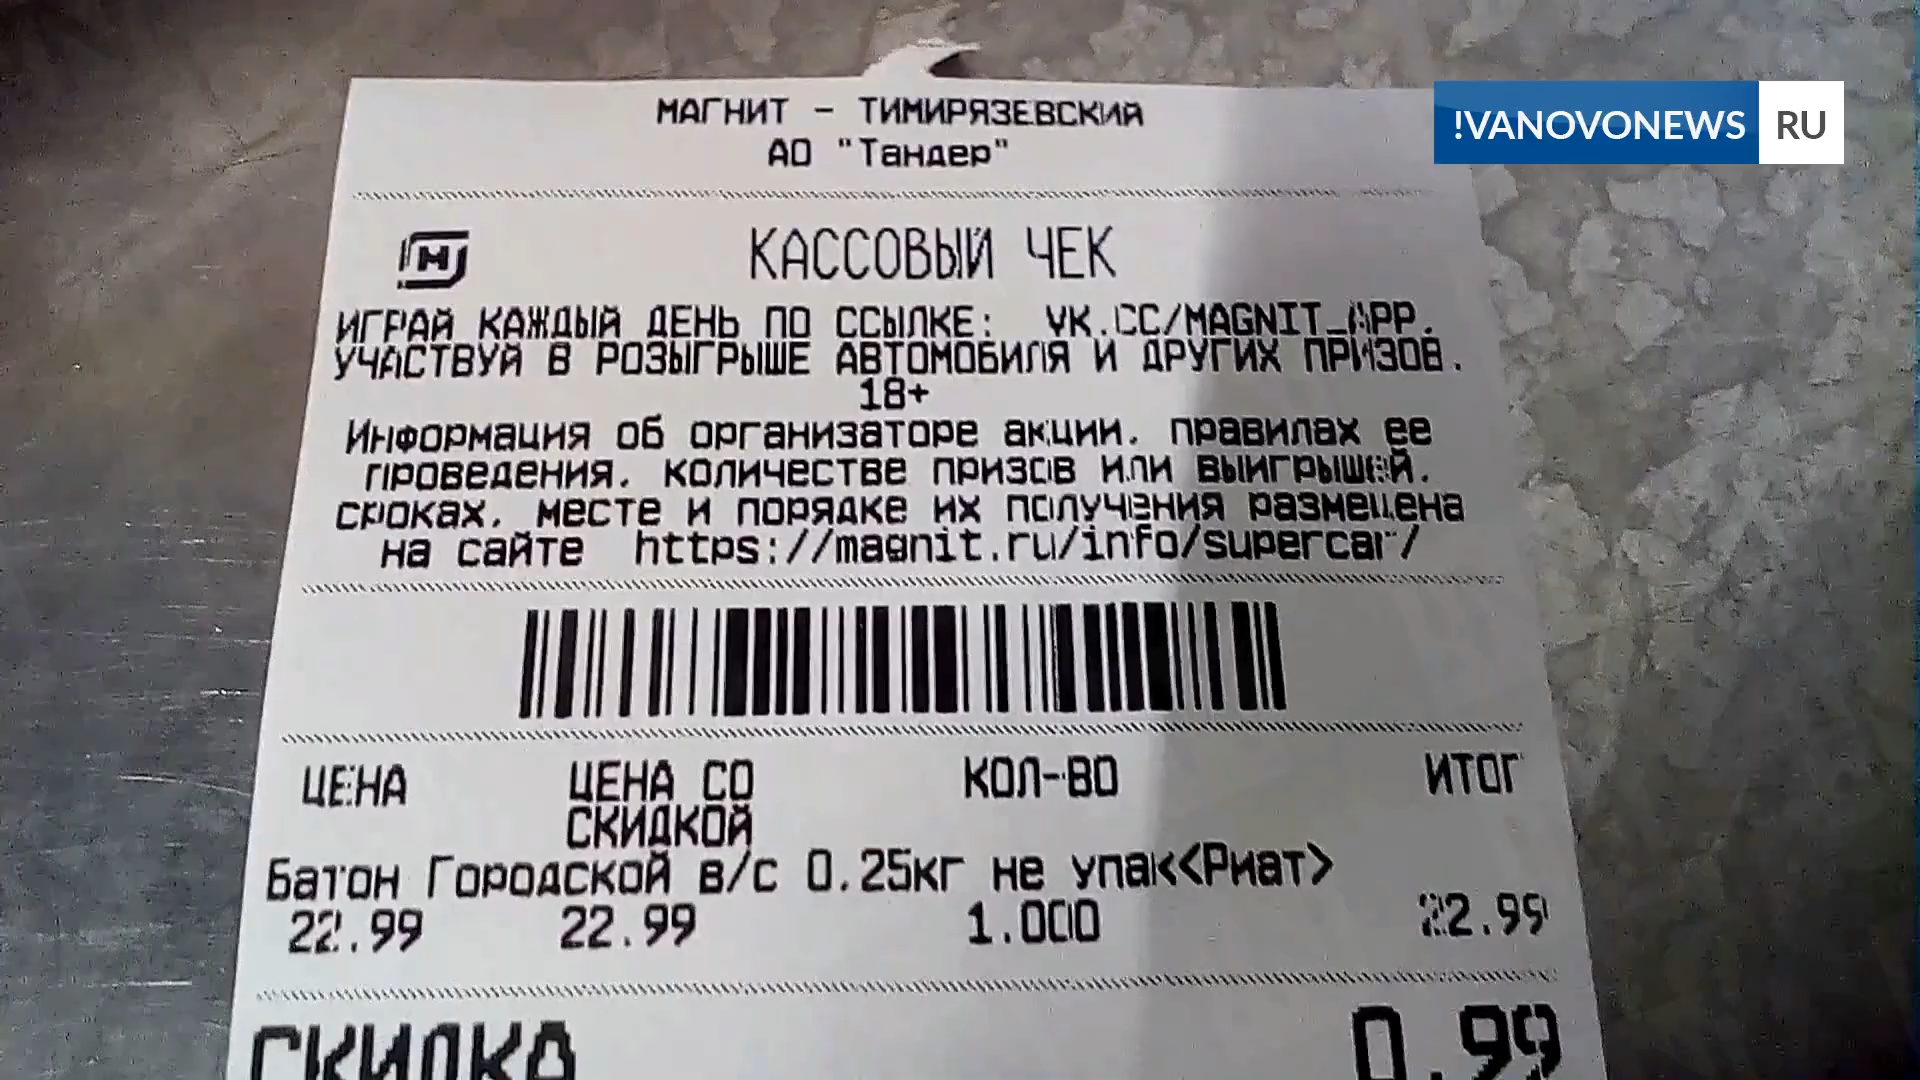 МАГНИТ - ТИМИРЯЗЕВСКИЙ
АО "Тандер"
!VANOVONEWS RU
КАССОВЫЙ ЧЕК
ИГРАЙ КАЖДЫЙ ДЕНЬ ПО ССЫЛКЕ: VK.CC/MAGNIT_APP.
УЧАСТВУЙ В РОЗЫГРЫШЕ АВТОМОБИЛЯ И ДРУГИХ ПРИЗОВ.
18+
Информация об организаторе акции, правилах ее
проведения, количестве призов или выигрышей,
сроках, месте и порядке их получения размещена
на сайте https://magnit.ru/info/supercar/
ЦЕНА ЦЕНА СО СКИДКОЙ КОЛ-ВО ИТОГ
Батон Городской в/с 0.25кг не упак<Риат>
22.99 22.99 1.000 22.99
СКИДКА 0.99